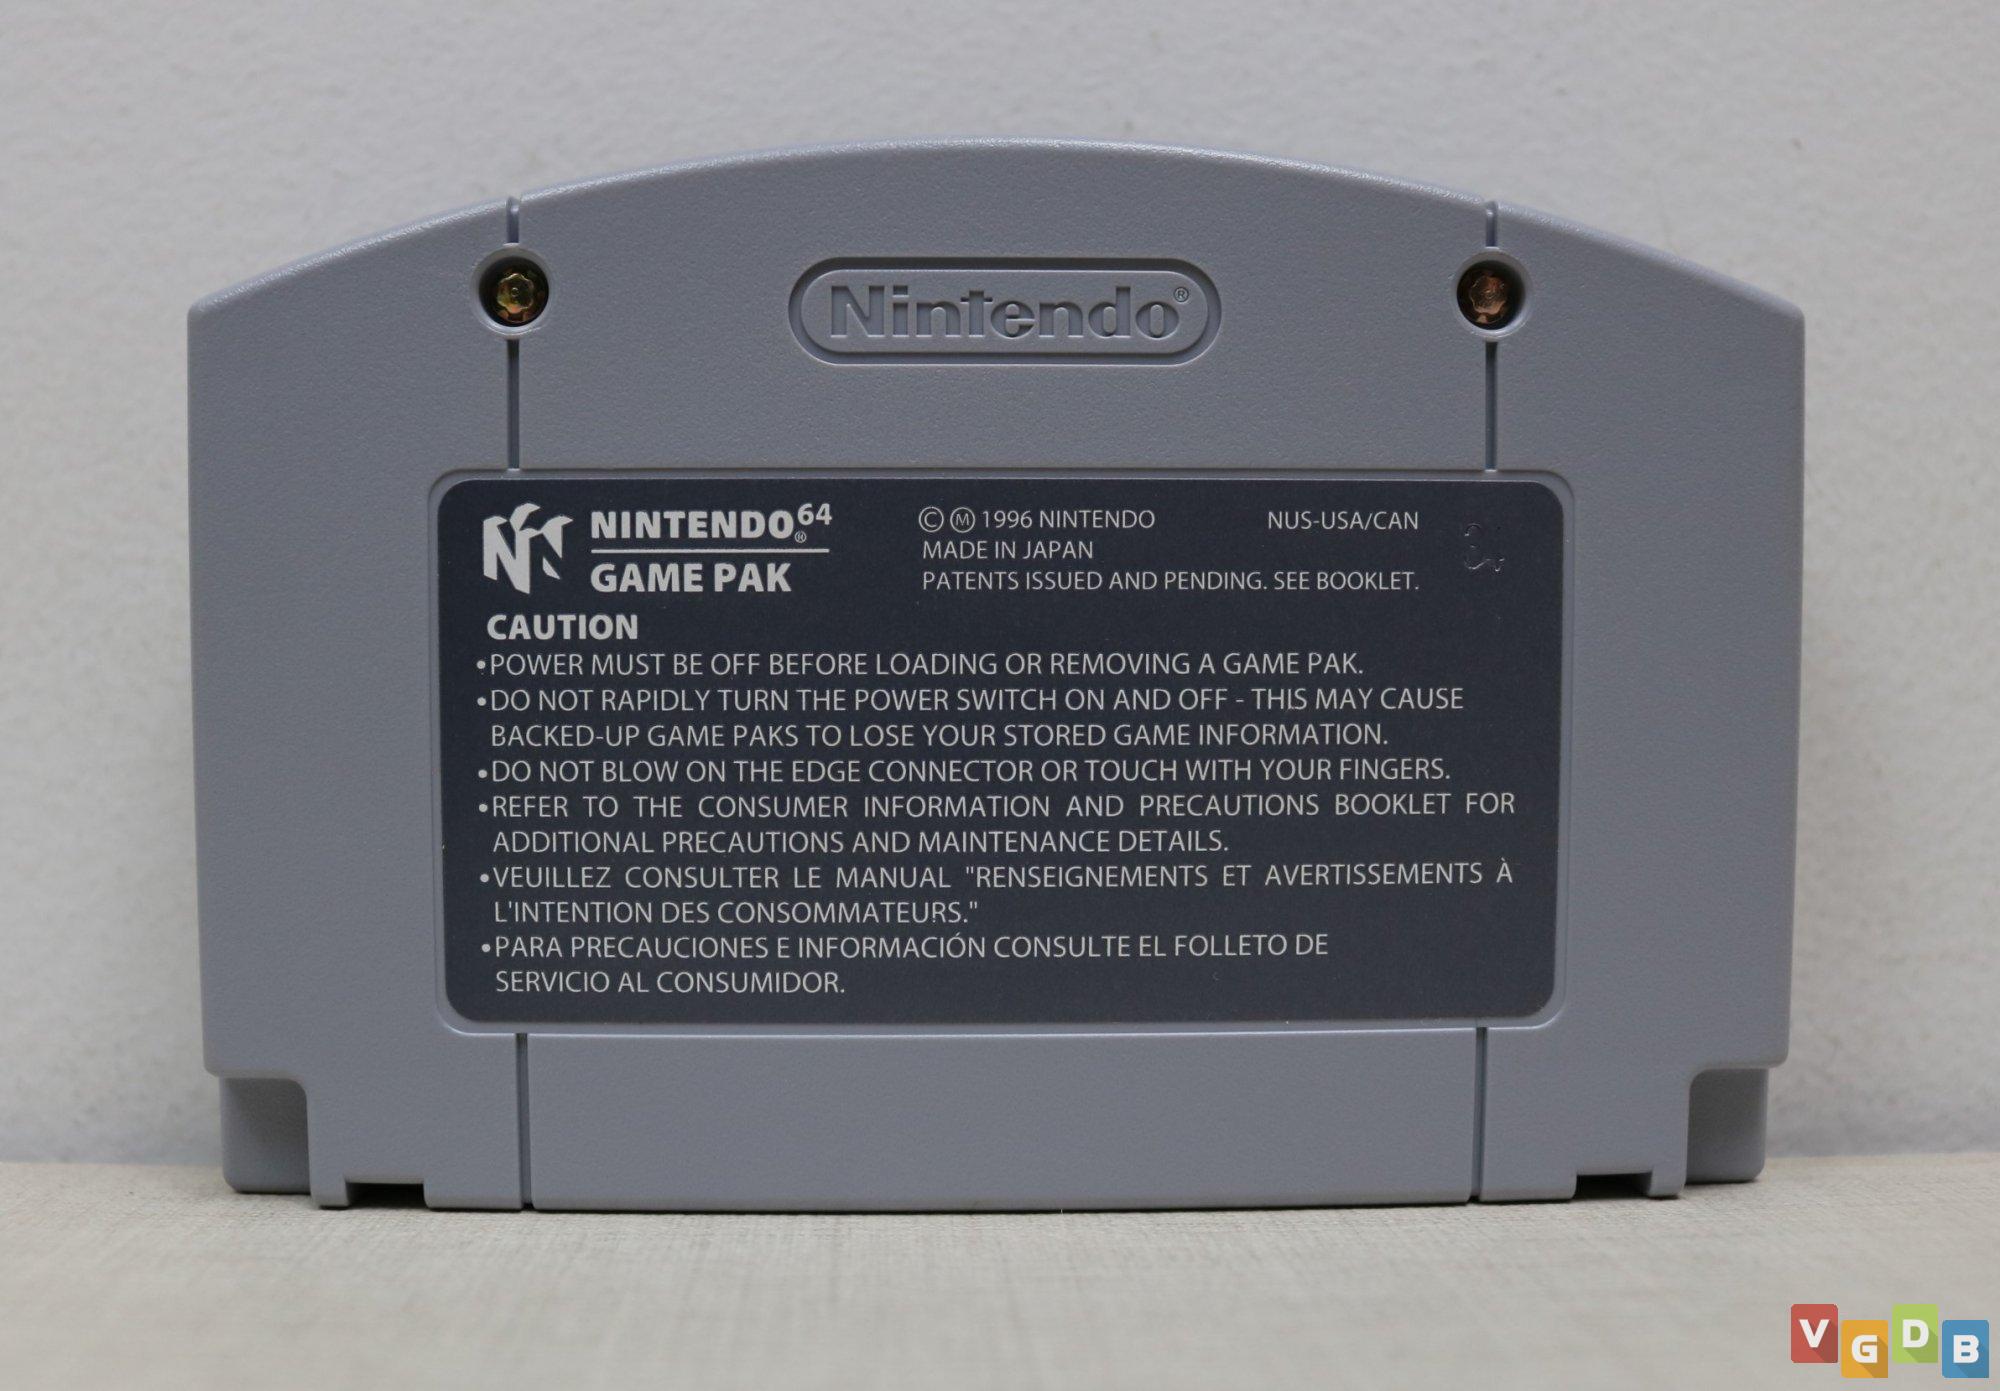 Nintendo®
NINTENDO⁶⁴®
GAME PAK
Ⓒ Ⓜ 1996 NINTENDO NUS-USA/CAN
MADE IN JAPAN
PATENTS ISSUED AND PENDING. SEE BOOKLET.
CAUTION
•POWER MUST BE OFF BEFORE LOADING OR REMOVING A GAME PAK.
•DO NOT RAPIDLY TURN THE POWER SWITCH ON AND OFF - THIS MAY CAUSE
BACKED-UP GAME PAKS TO LOSE YOUR STORED GAME INFORMATION.
•DO NOT BLOW ON THE EDGE CONNECTOR OR TOUCH WITH YOUR FINGERS.
•REFER TO THE CONSUMER INFORMATION AND PRECAUTIONS BOOKLET FOR
ADDITIONAL PRECAUTIONS AND MAINTENANCE DETAILS.
•VEUILLEZ CONSULTER LE MANUAL "RENSEIGNEMENTS ET AVERTISSEMENTS À
L'INTENTION DES CONSOMMATEURS."
•PARA PRECAUCIONES E INFORMACIÓN CONSULTE EL FOLLETO DE
SERVICIO AL CONSUMIDOR.
VGDB